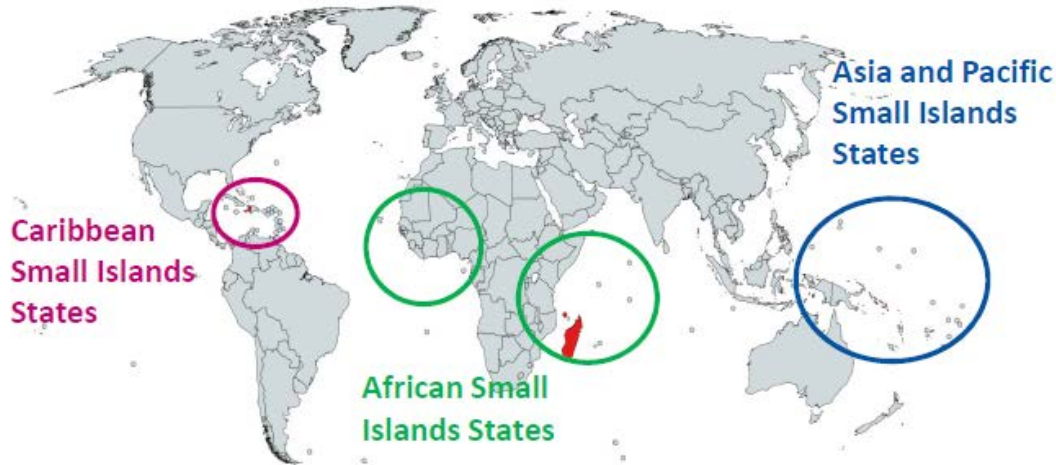 Asia and Pacific
Small Islands
States
Caribbean
Small Islands
States
African Small
Islands States